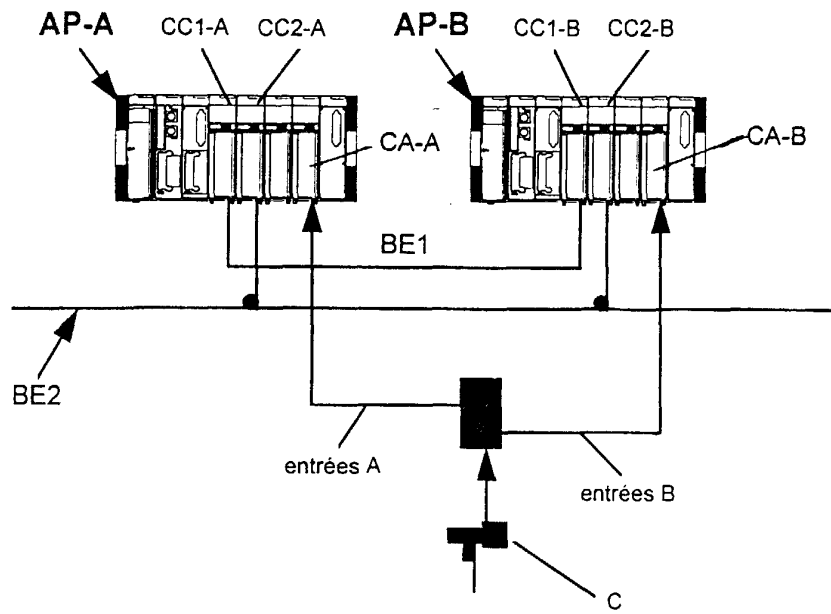 AP-A CC1-A CC2-A AP-B CC1-B CC2-B
CA-A CA-B
BE1
BE2
entrées A
entrées B
C